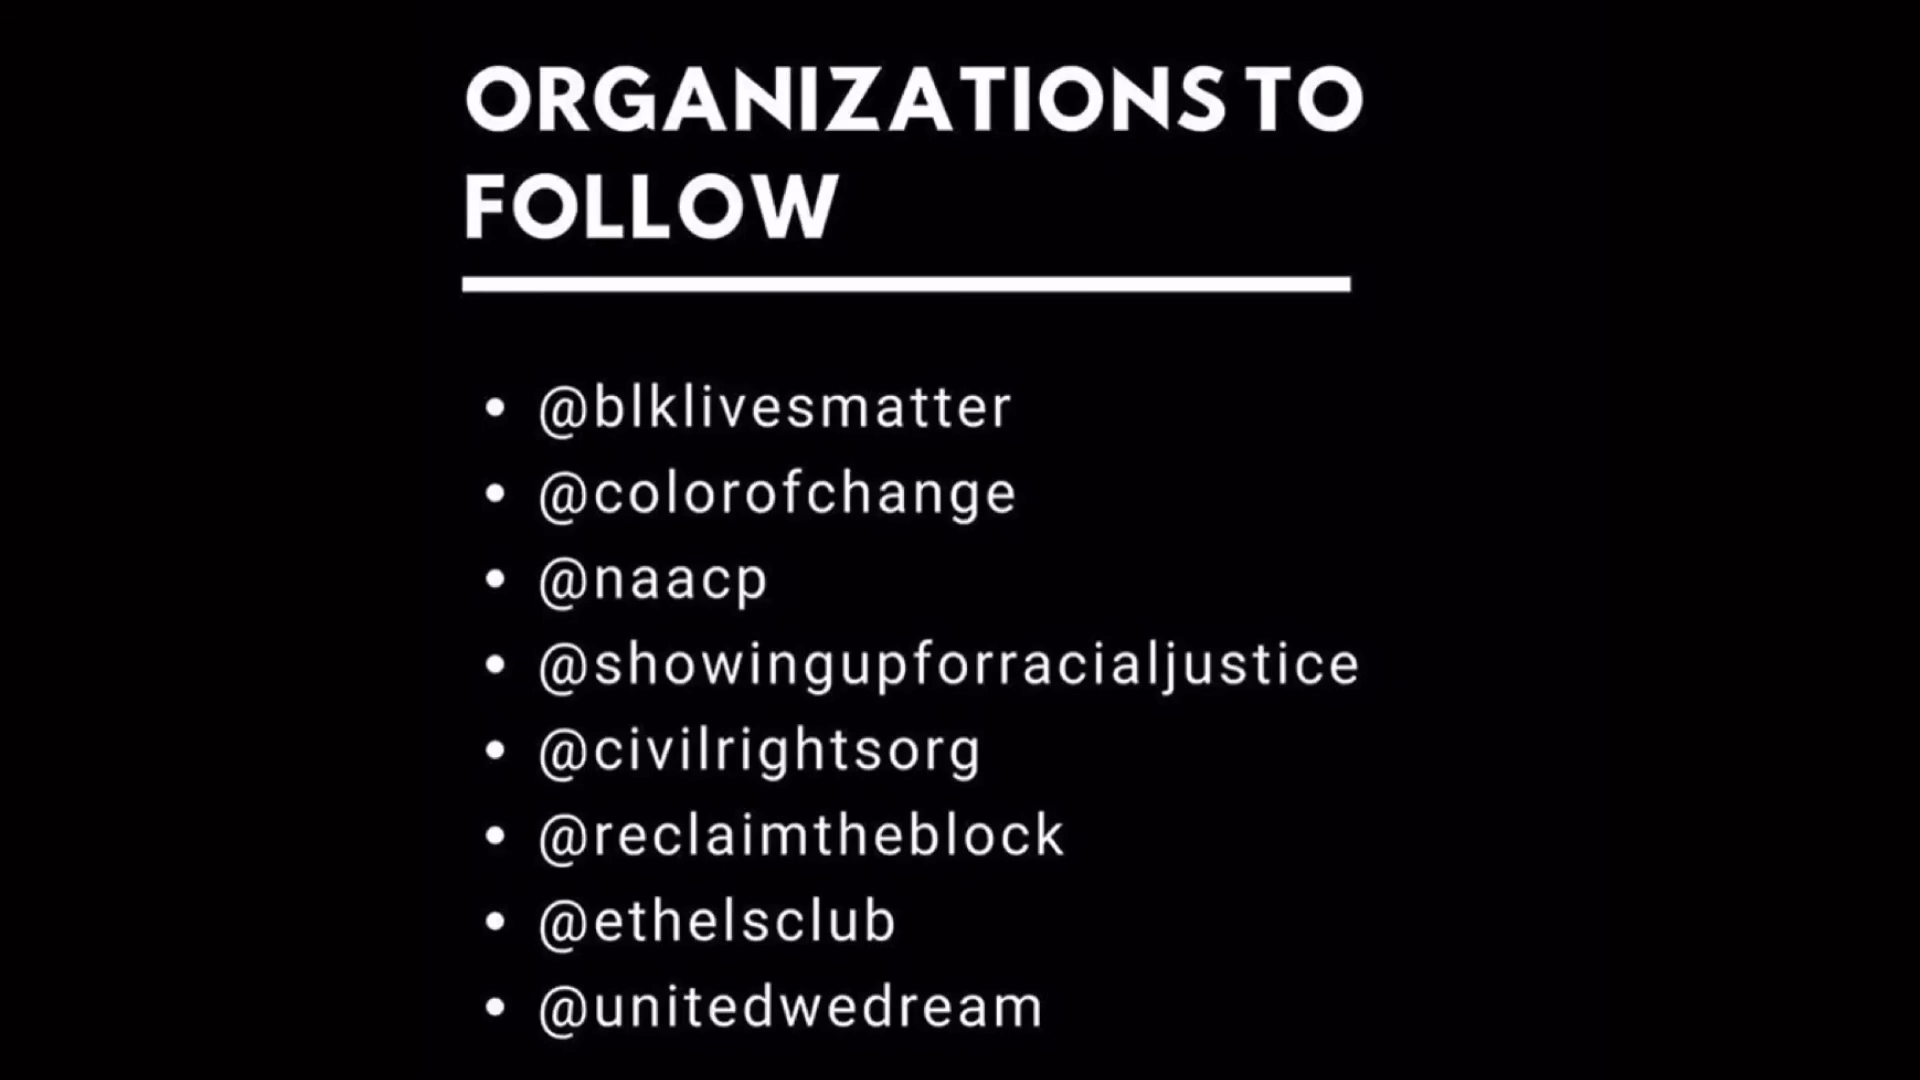 ORGANIZATIONS TO
FOLLOW
• @blklivesmatter
• @colorofchange
• @naacp
• @showingupforracialjustice
• @civilrightsorg
• @reclaimtheblock
• @ethelsclub
• @unitedwedream